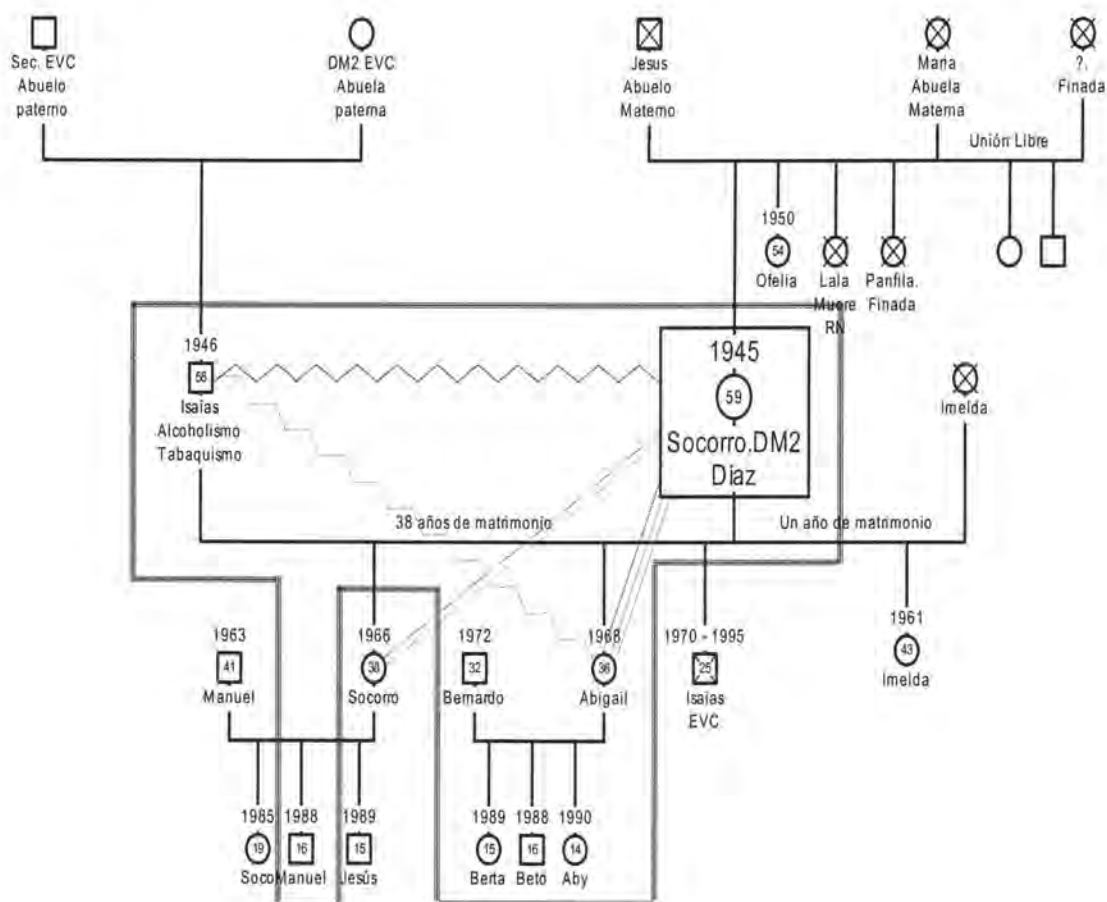 Sec. EVC
Abuelo
paterno
DM2 EVC
Abuela
paterna
Jesus
Abuelo
Materno
Maria
Abuela
Materna
?.
Finada
Unión Libre
1950
54
Ofelia
Lala
Muere
RN
Panfila.
Finada
1946
58
Isaías
Alcoholismo
Tabaquismo
1945
59
Socorro.DM2
Diaz
Imelda
38 años de matrimonio
Un año de matrimonio
1963
41
Manuel
1966
38
Socorro
1972
32
Bernardo
1968
36
Abigail
1970 - 1995
25
Isaías
EVC
1961
43
Imelda
1985
19
Soco
1988
16
Manuel
1989
15
Jesús
1989
15
Berta
1988
16
Beto
1990
14
Aby